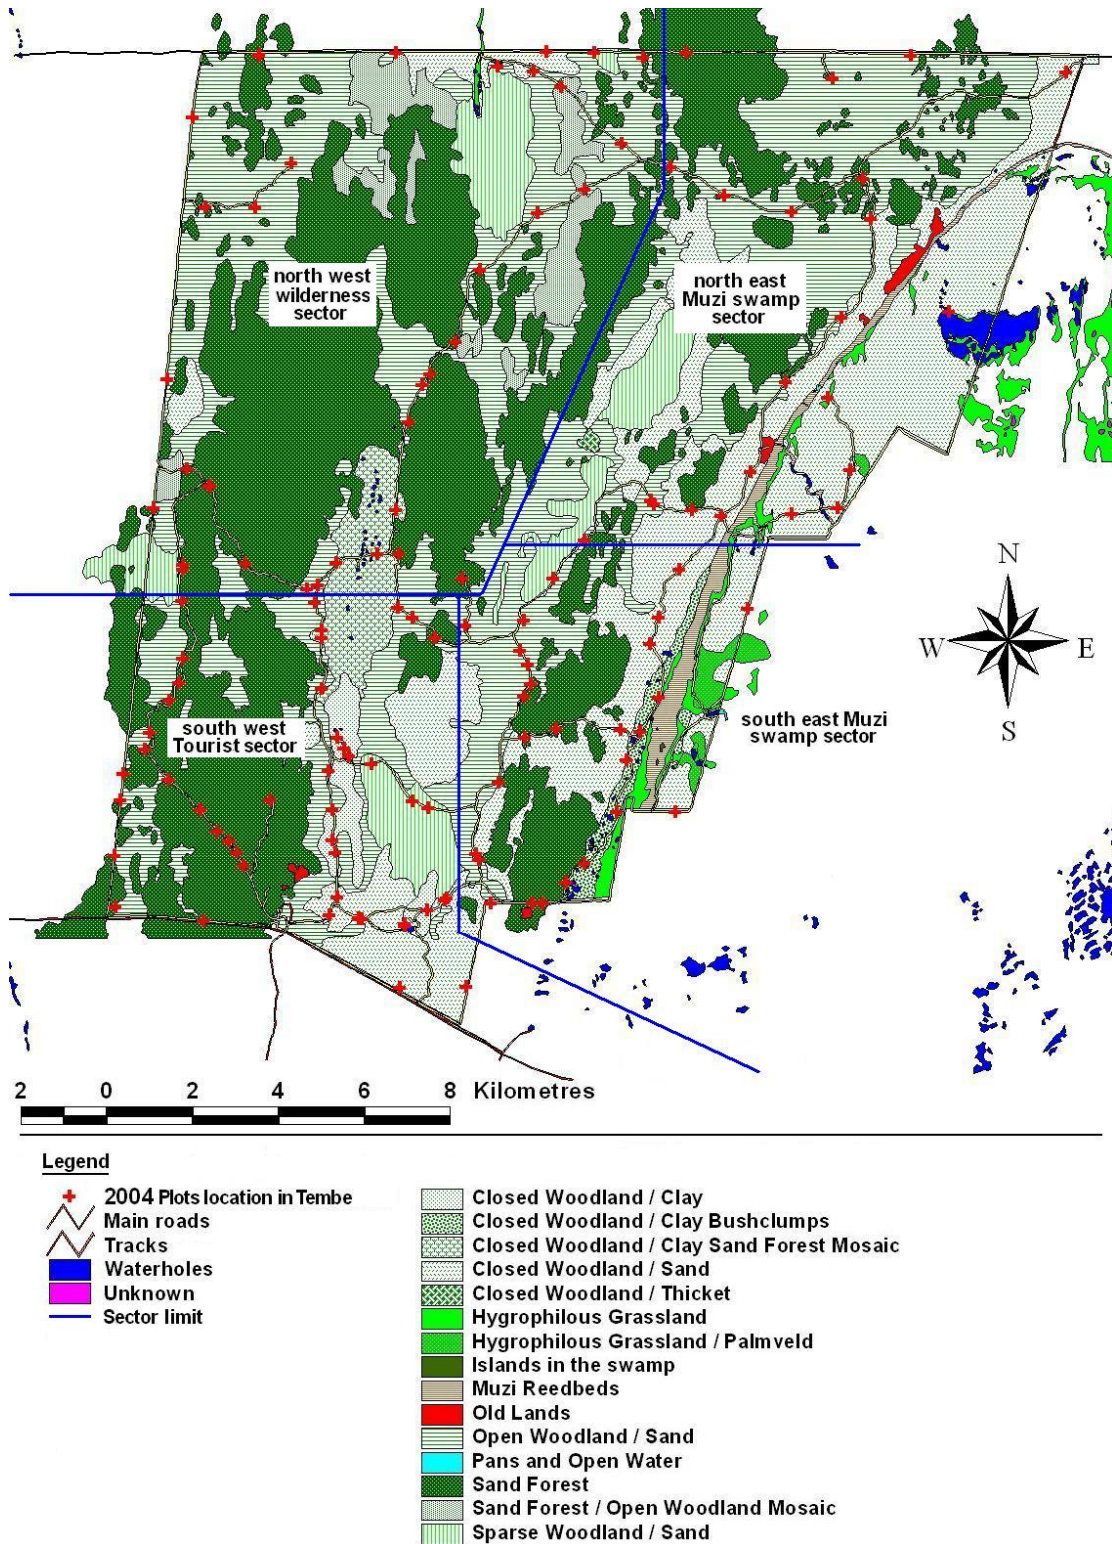 north west
wilderness
sector
north east
Muzi swamp
sector
N
W
E
S
south west
Tourist sector
south east Muzi
swamp sector
2 0 2 4 6 8 Kilometres
Legend
2004 Plots location in Tembe
Main roads
Tracks
Waterholes
Unknown
Sector limit
Closed Woodland / Clay
Closed Woodland / Clay Bushclumps
Closed Woodland / Clay Sand Forest Mosaic
Closed Woodland / Sand
Closed Woodland / Thicket
Hygrophilous Grassland
Hygrophilous Grassland / Palmveld
Islands in the swamp
Muzi Reedbeds
Old Lands
Open Woodland / Sand
Pans and Open Water
Sand Forest
Sand Forest / Open Woodland Mosaic
Sparse Woodland / Sand